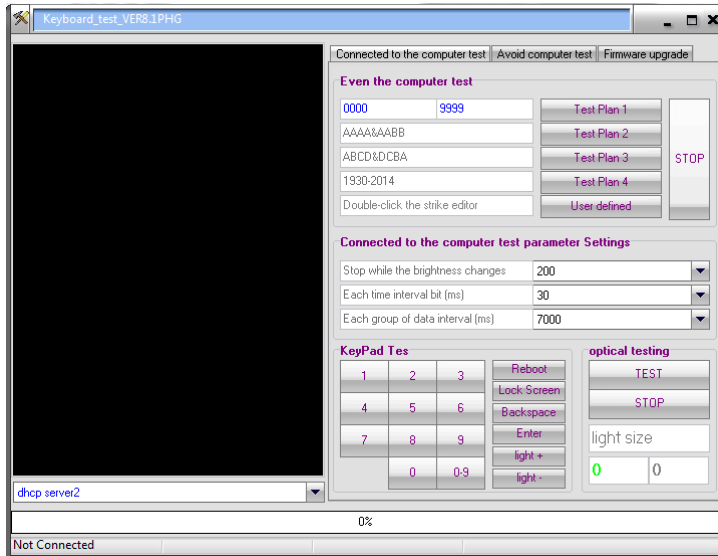 Keyboard_test_VER8.1PHG
Connected to the computer test Avoid computer test Firmware upgrade
Even the computer test
0000 9999 Test Plan 1
AAAA&AABB Test Plan 2
ABCD&DCBA Test Plan 3 STOP
1930-2014 Test Plan 4
Double-click the strike editor User defined
Connected to the computer test parameter Settings
Stop while the brightness changes 200
Each time interval bit (ms) 30
Each group of data interval (ms) 7000
KeyPad Tes
1 2 3
4 5 6
7 8 9
0 0-9
Reboot
Lock Screen
Backspace
Enter
light +
light -
optical testing
TEST
STOP
light size
0 0
dhcp server2
0%
Not Connected